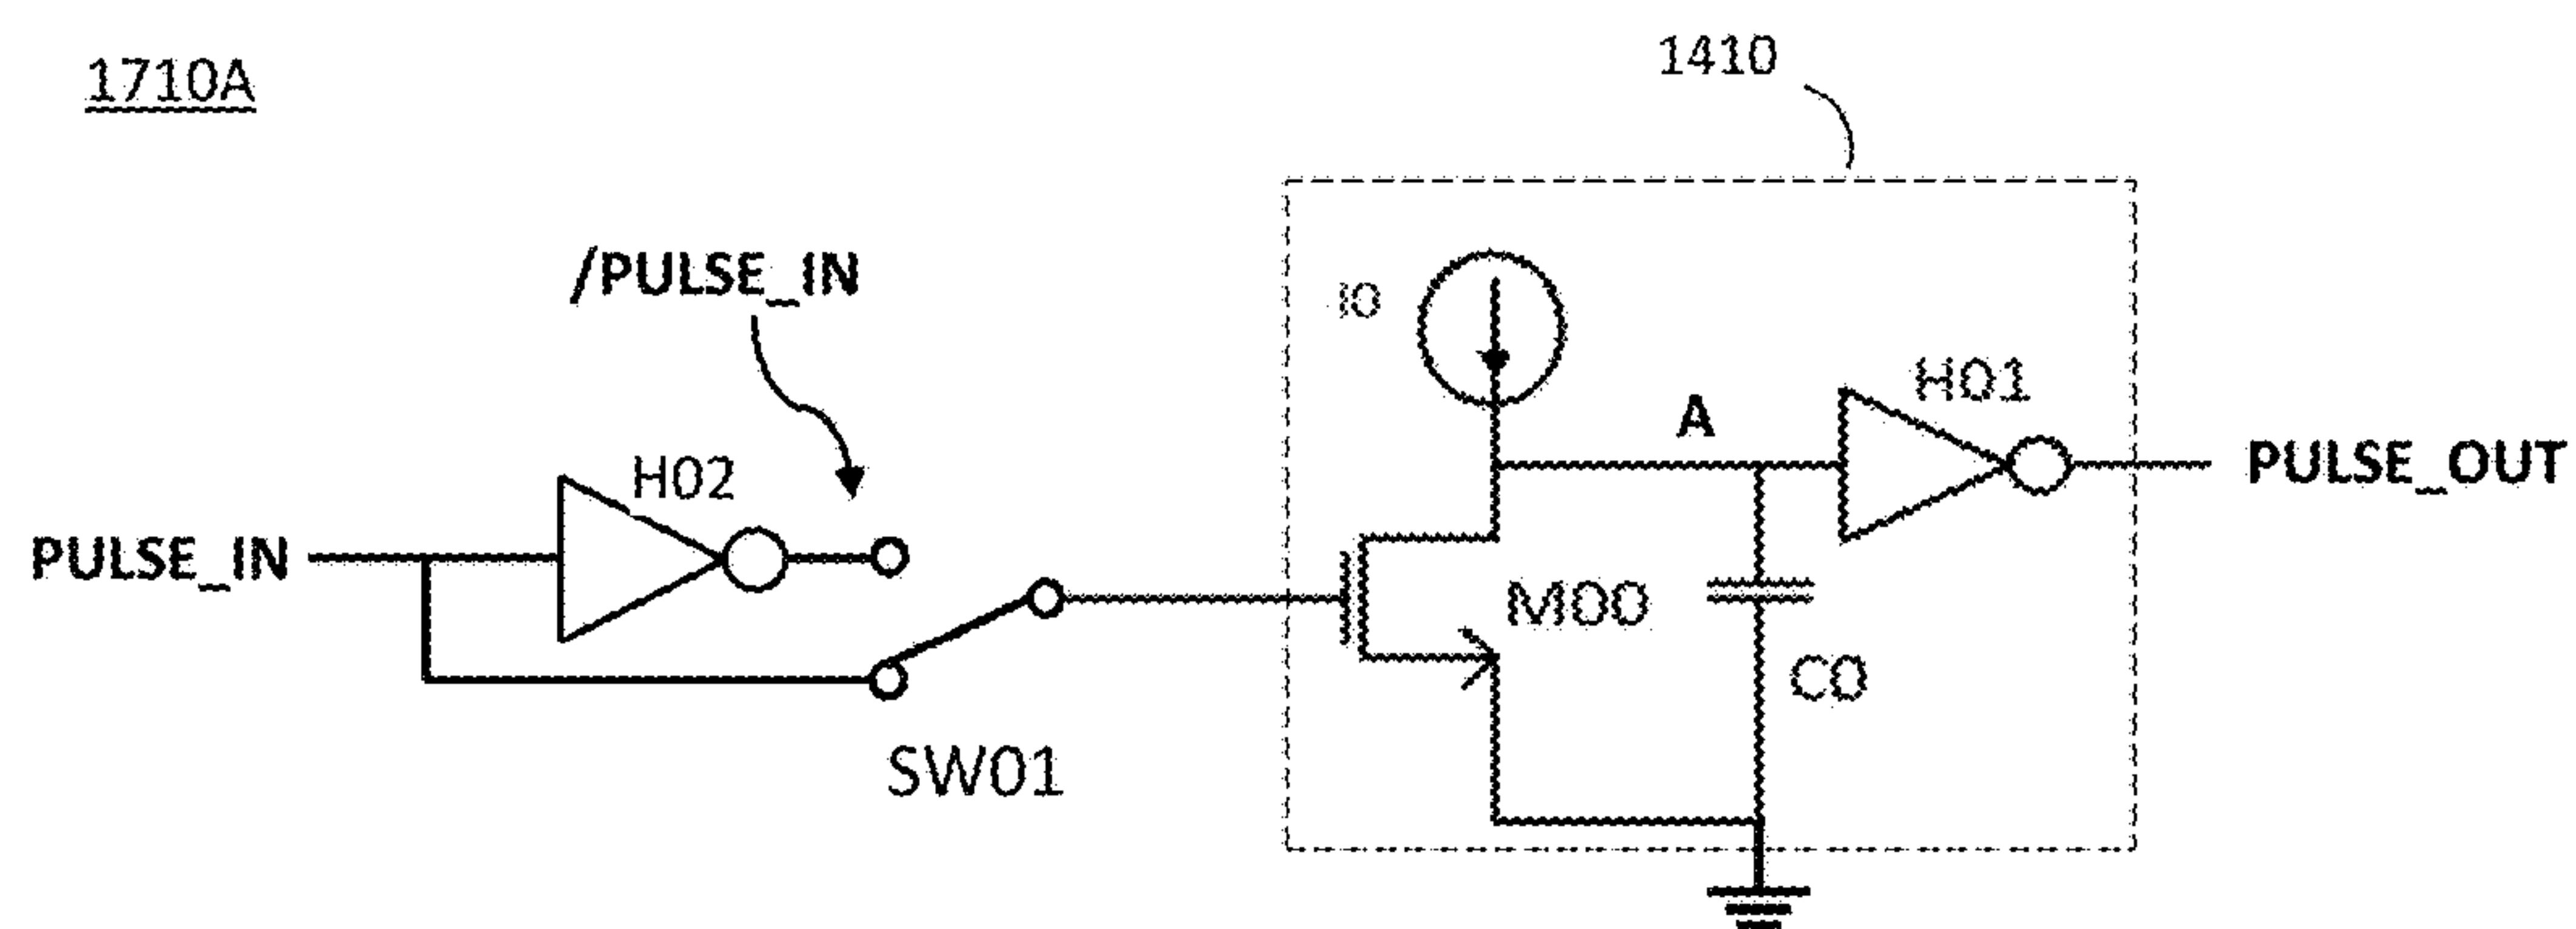 1710A
1410
/PULSE_IN
i0
H01
A
H02
PULSE_OUT
PULSE_IN
M00
C0
SW01